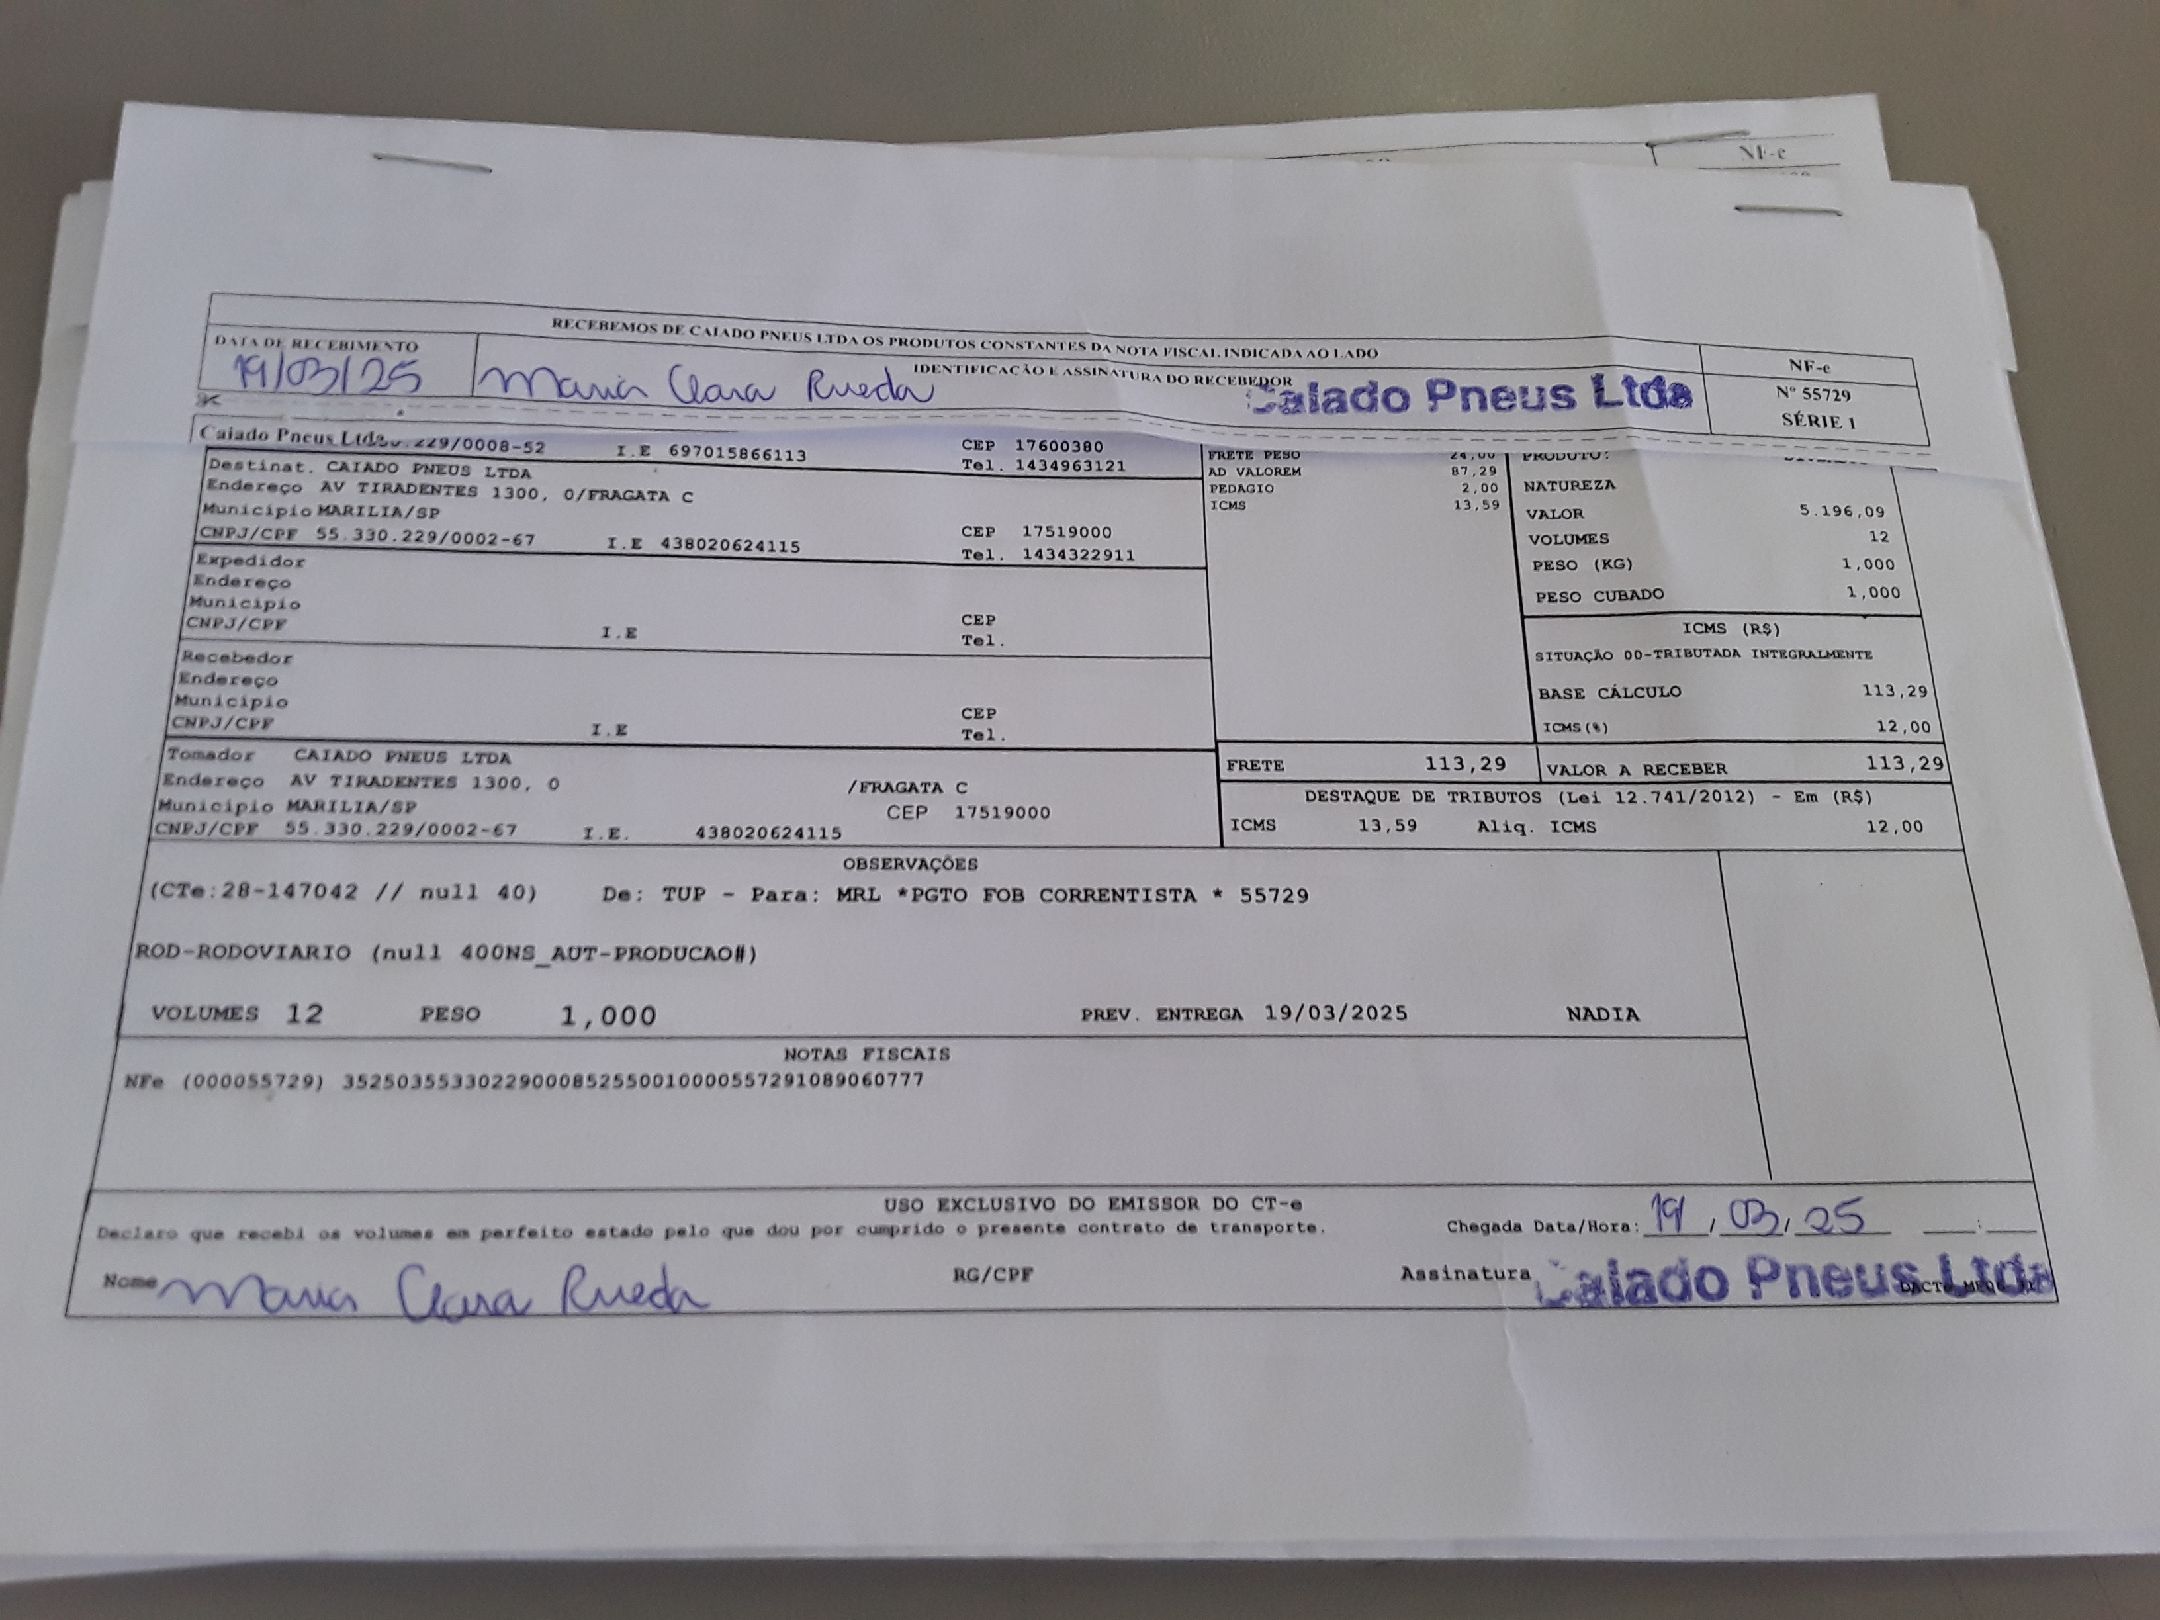 NF-e
RECEBEMOS DE CAIADO PNEUS LTDA OS PRODUTOS CONSTANTES DA NOTA FISCAL INDICADA AO LADO
DATA DE RECEBIMENTO
19/03/25
IDENTIFICAÇÃO E ASSINATURA DO RECEBEDOR
Maria Clara Rueda
Caiado Pneus Ltda
NF-e
Nº 55729
SÉRIE 1
Caiado Pneus Ltda
.229/0008-52 I.E 697015866113 CEP 17600380
Tel. 1434963121
Destinat. CAIADO PNEUS LTDA
Endereço AV TIRADENTES 1300, 0/FRAGATA C
Município MARILIA/SP CEP 17519000
CNPJ/CPF 55.330.229/0002-67 I.E 438020624115 Tel. 1434322911
Expedidor
Endereço
Município CEP
CNPJ/CPF I.E Tel.
Recebedor
Endereço
Município CEP
CNPJ/CPF I.E Tel.
Tomador CAIADO PNEUS LTDA
Endereço AV TIRADENTES 1300, 0 /FRAGATA C
Município MARILIA/SP CEP 17519000
CNPJ/CPF 55.330.229/0002-67 I.E. 438020624115
FRETE PESO 24,00
AD VALOREM 87,29
PEDAGIO 2,00
ICMS 13,59
PRODUTO:
NATUREZA
VALOR 5.196,09
VOLUMES 12
PESO (KG) 1,000
PESO CUBADO 1,000
ICMS (R$)
SITUAÇÃO 00-TRIBUTADA INTEGRALMENTE
BASE CÁLCULO 113,29
ICMS(%) 12,00
FRETE 113,29 VALOR A RECEBER 113,29
DESTAQUE DE TRIBUTOS (Lei 12.741/2012) - Em (R$)
ICMS 13,59 Aliq. ICMS 12,00
OBSERVAÇÕES
(CTe:28-147042 // null 40) De: TUP - Para: MRL *PGTO FOB CORRENTISTA * 55729
ROD-RODOVIARIO (null 400NS_AUT-PRODUCAO#)
VOLUMES 12 PESO 1,000 PREV. ENTREGA 19/03/2025 NADIA
NOTAS FISCAIS
NFe (000055729) 35250355330229000852550010000557291089060777
USO EXCLUSIVO DO EMISSOR DO CT-e
Declaro que recebi os volumes em perfeito estado pelo que dou por cumprido o presente contrato de transporte. Chegada Data/Hora: 19/03/25 :
Nome Maria Clara Rueda RG/CPF Assinatura Caiado Pneus Ltda